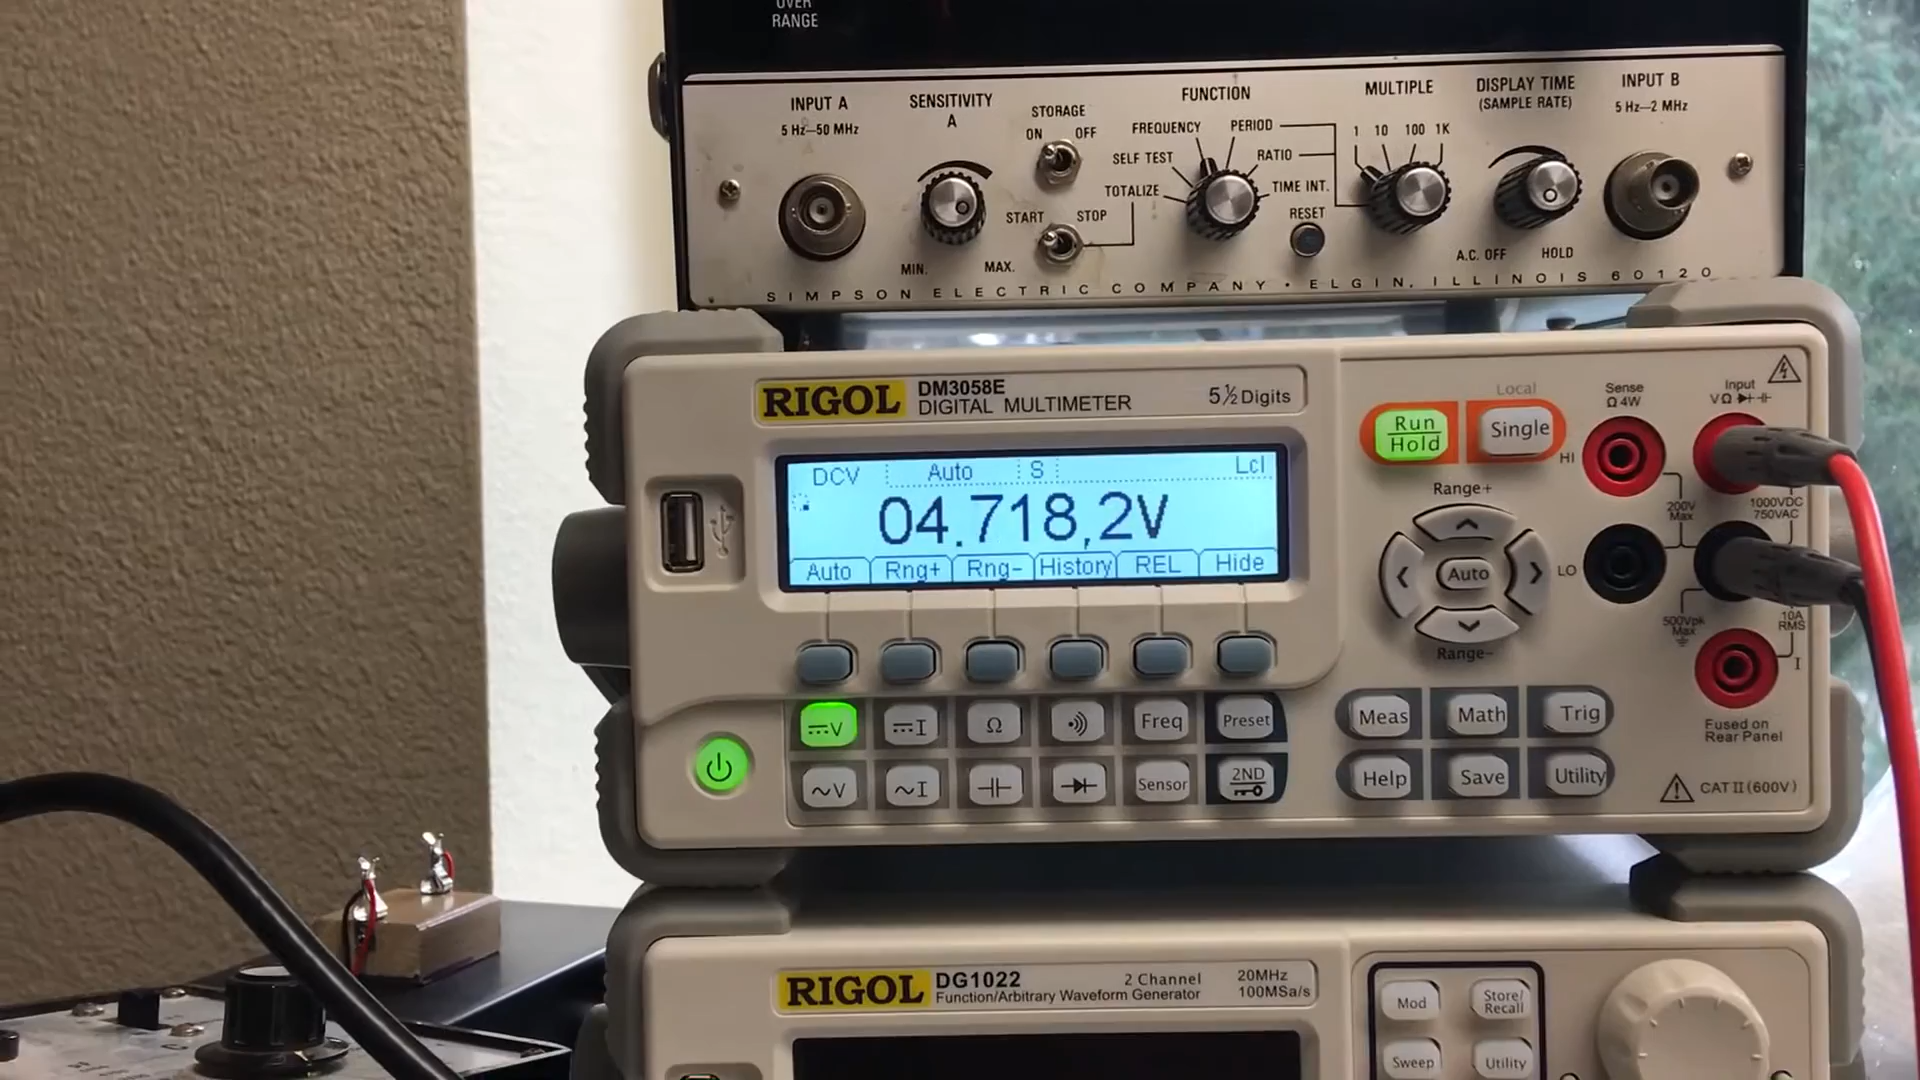 OVER
RANGE
INPUT A
5 Hz—50 MHz
SENSITIVITY
A
MIN.
MAX.
STORAGE
ON OFF
START STOP
FUNCTION
FREQUENCY
PERIOD
SELF TEST
RATIO
TOTALIZE
TIME INT.
RESET
MULTIPLE
1 10 100 1K
DISPLAY TIME
(SAMPLE RATE)
A.C. OFF HOLD
INPUT B
5 Hz—2 MHz
SIMPSON ELECTRIC COMPANY • ELGIN, ILLINOIS 60120
RIGOL
DM3058E
DIGITAL MULTIMETER
5½Digits
DCV Auto S Lcl
04.718,2V
Auto Rng+ Rng- History REL Hide
Local
Run
Hold
Single
Range+
Auto
Range-
Sense
Ω 4W
Input
VΩ
HI
200V
Max
1000VDC
750VAC
LO
500Vpk
Max
10A
RMS
I
Fused on
Rear Panel
CAT II (600V)
V I Ω Freq Preset
~V ~I Sensor 2ND
Meas Math Trig
Help Save Utility
RIGOL
DG1022
Function/Arbitrary Waveform Generator
2 Channel
20MHz
100MSa/s
Mod
Store/
Recall
Sweep
Utility